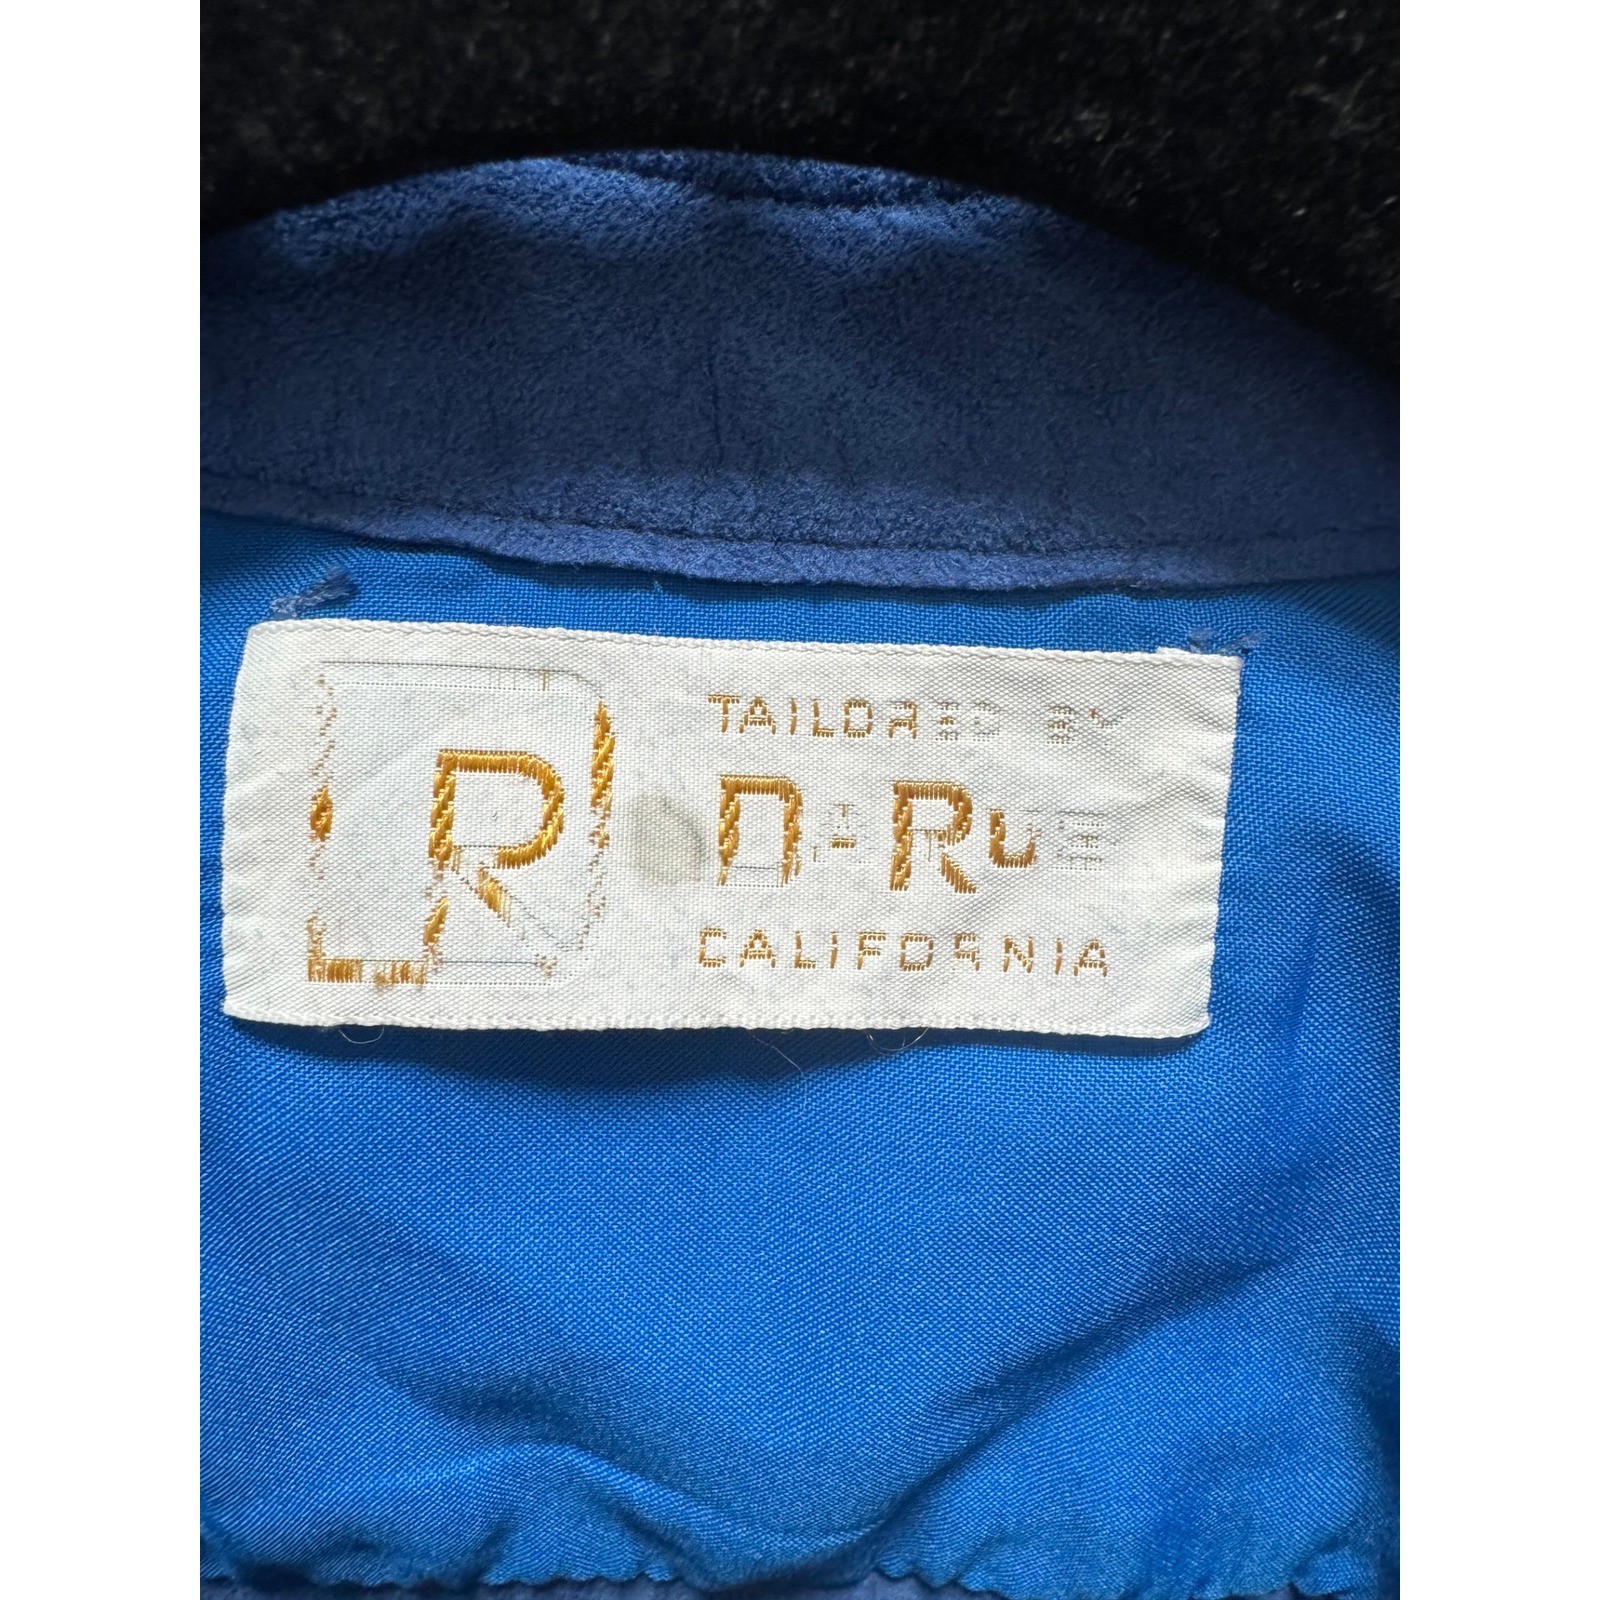 R
TAILORED BY
D-RUE
CALIFORNIA